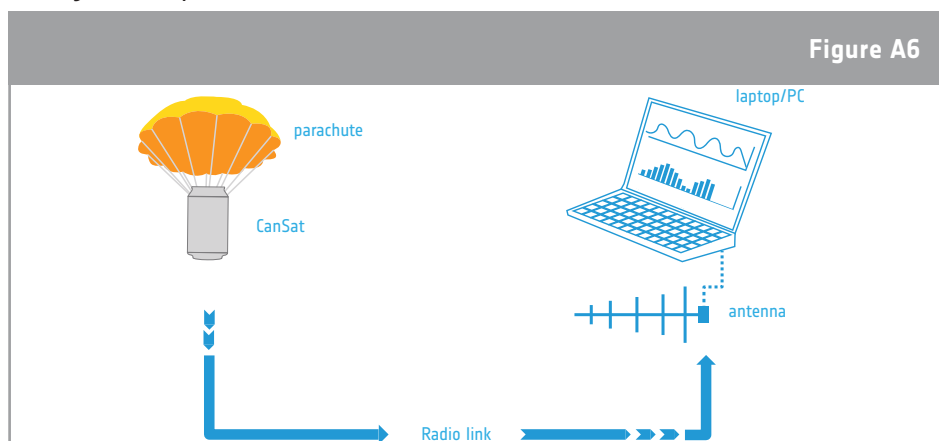 Figure A6
laptop/PC
parachute
CanSat
antenna
Radio link